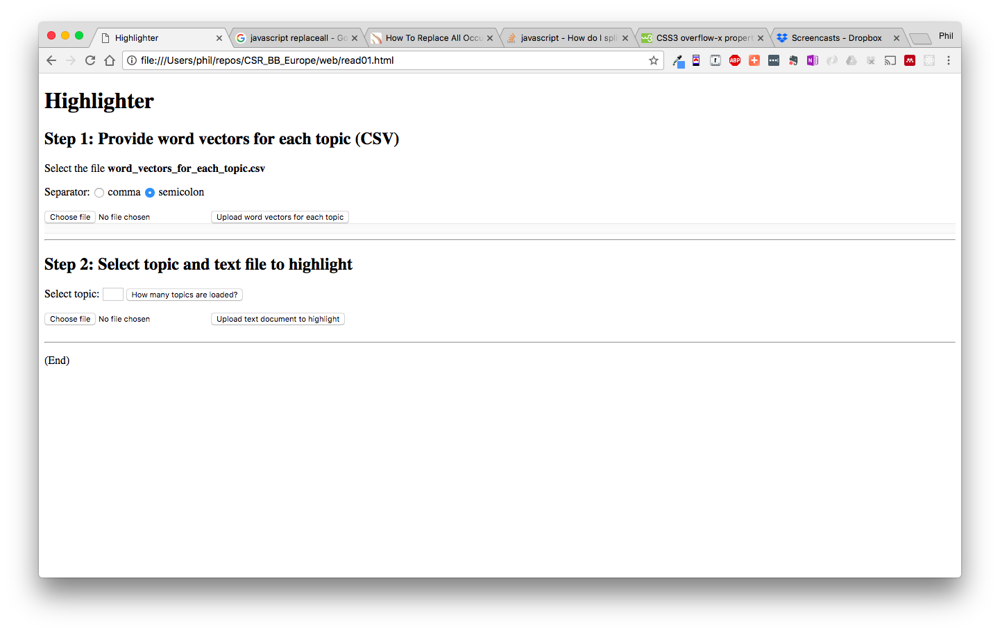 Highlighter
javascript replaceall - Go
How To Replace All Occu
javascript - How do I spli
CSS3 overflow-x propert
Screencasts - Dropbox
Phil
file:///Users/phil/repos/CSR_BB_Europe/web/read01.html
ABP
Highlighter
Step 1: Provide word vectors for each topic (CSV)
Select the file word_vectors_for_each_topic.csv
Separator: comma semicolon
Choose file No file chosen Upload word vectors for each topic
Step 2: Select topic and text file to highlight
Select topic: How many topics are loaded?
Choose file No file chosen Upload text document to highlight
(End)